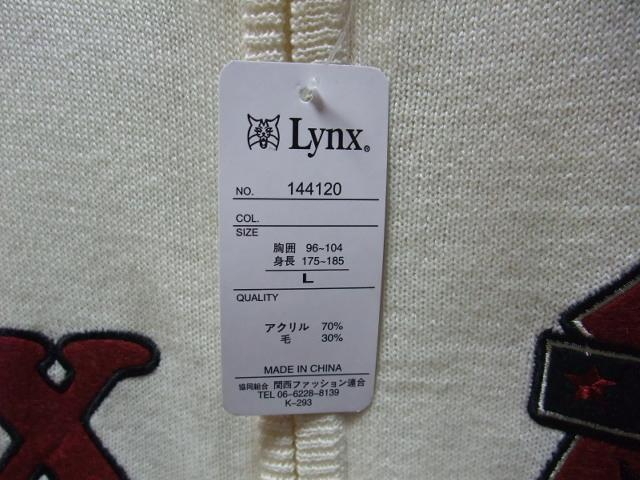 Lynx®
NO. 144120
COL.
SIZE
胸囲 96~104
身長 175~185
L
QUALITY
アクリル 70%
毛 30%
MADE IN CHINA
協同組合 関西ファッション連合
TEL 06-6228-8139
K-293
X